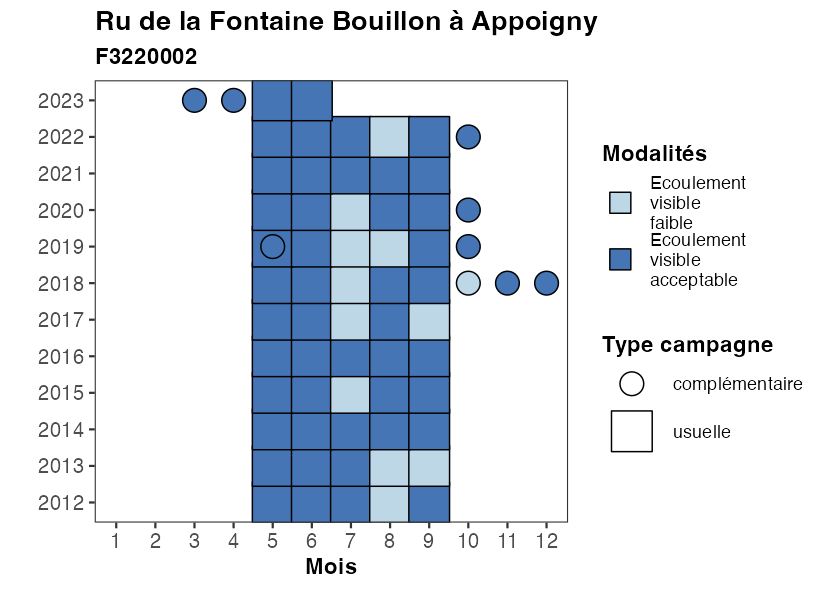 Ru de la Fontaine Bouillon à Appoigny
F3220002
2023
2022
2021
2020
2019
2018
2017
2016
2015
2014
2013
2012
1 2 3 4 5 6 7 8 9 10 11 12
Mois
Modalités
Ecoulement
visible
faible
Ecoulement
visible
acceptable
Type campagne
complémentaire
usuelle